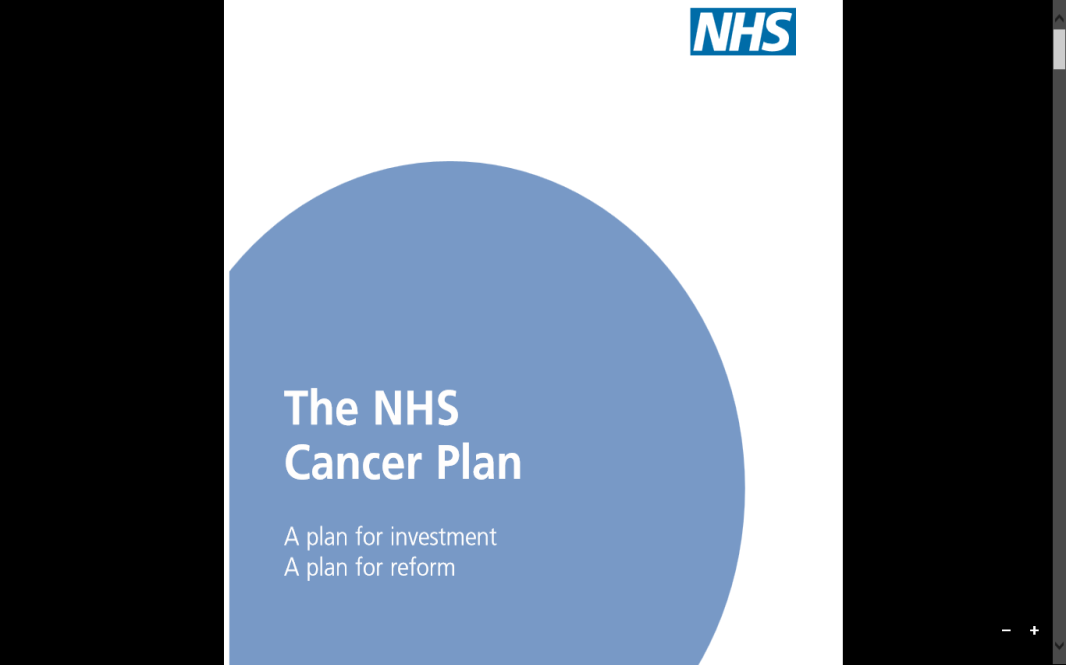 NHS
The NHS
Cancer Plan
A plan for investment
A plan for reform